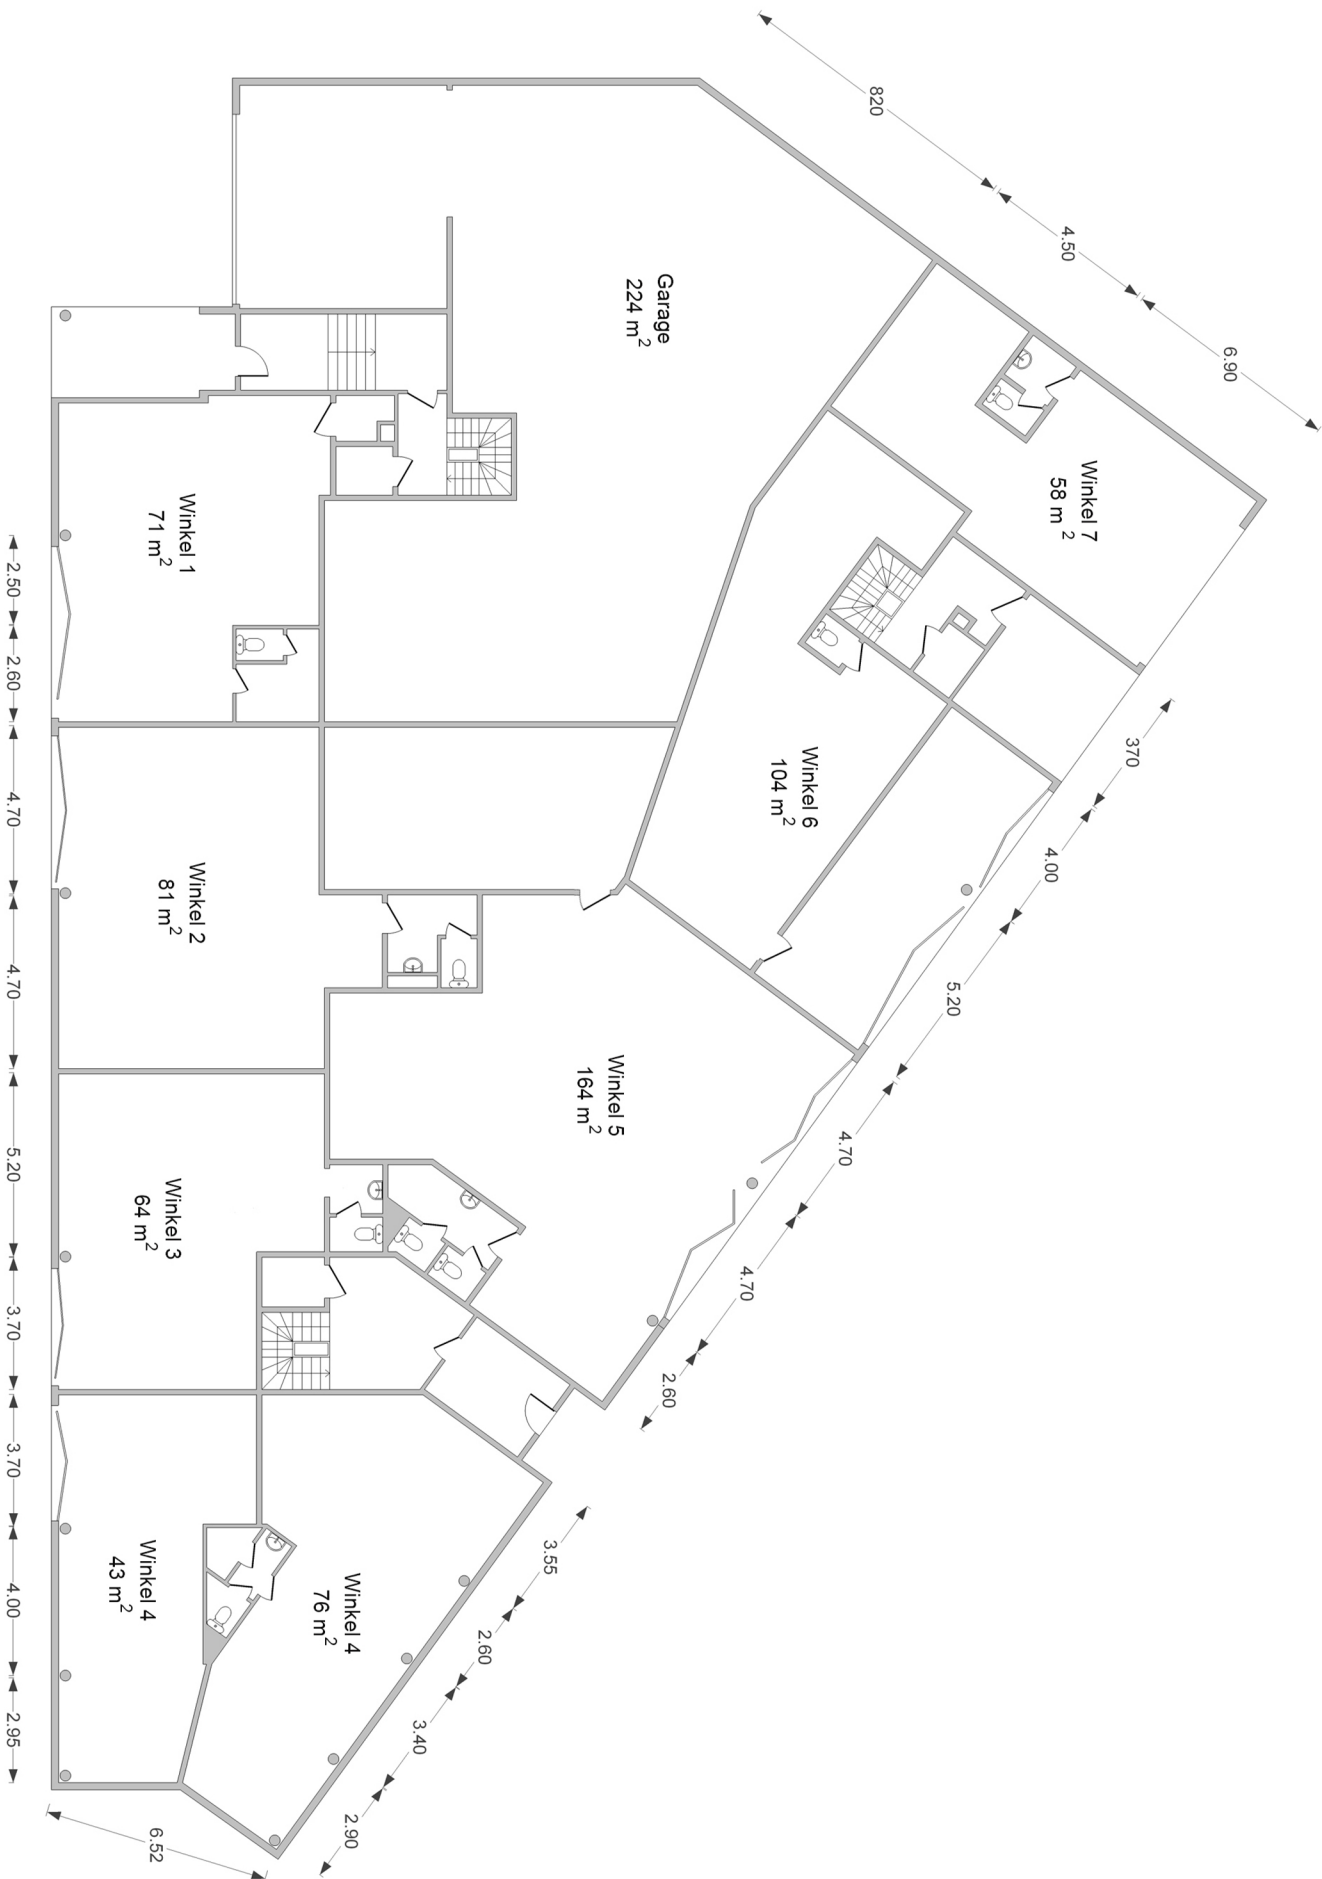 820
4.50
6.90
Garage
224 m²
Winkel 7
58 m²
Winkel 1
71 m²
Winkel 6
104 m²
Winkel 2
81 m²
Winkel 5
164 m²
Winkel 3
64 m²
Winkel 4
43 m²
Winkel 4
76 m²
370
4.00
5.20
4.70
4.70
2.60
3.55
2.60
3.40
2.90
6.52
2.50
2.60
4.70
4.70
5.20
3.70
3.70
4.00
2.95